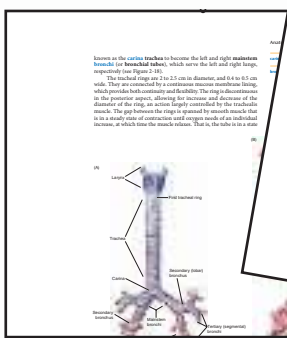 known as the carina trachea to become the left and right mainstem
bronchi (or bronchial tubes), which serve the left and right lungs,
respectively (see Figure 2-18).
The tracheal rings are 2 to 2.5 cm in diameter, and 0.4 to 0.5 cm
wide. They are connected by a continuous mucous membrane lining,
which provides both continuity and flexibility. The ring is discontinuous
in the posterior aspect, allowing for increase and decrease of the
diameter of the ring, an action largely controlled by the trachealis
muscle. The gap between the rings is spanned by smooth muscle that
is in a state of contraction until oxygen needs of an individual
increase, at which time the muscle relaxes. That is, the tube is in a state
(A)
Larynx
First tracheal ring
Trachea
Carina
Secondary (lobar)
bronchus
Secondary
bronchus
Mainstem
bronchi
Tertiary (segmental)
bronchi
(B)